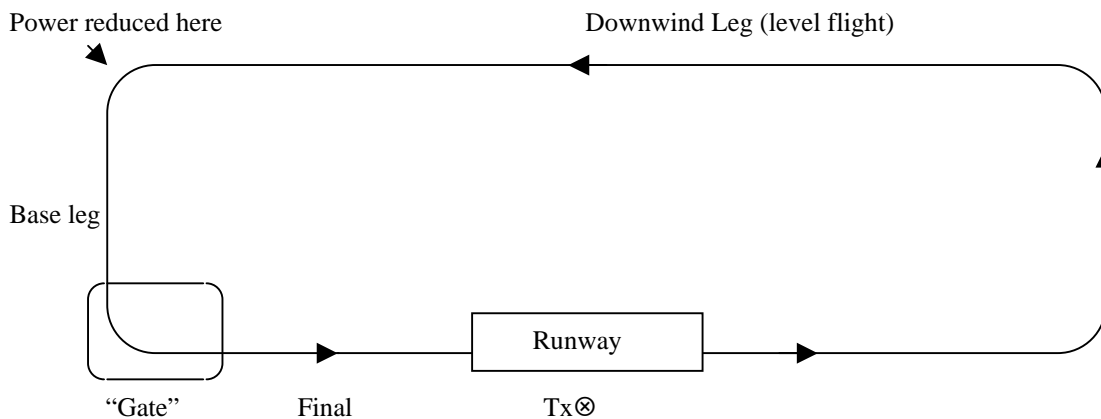 Power reduced here
Downwind Leg (level flight)
Base leg
Runway
“Gate”
Final
Tx⊗